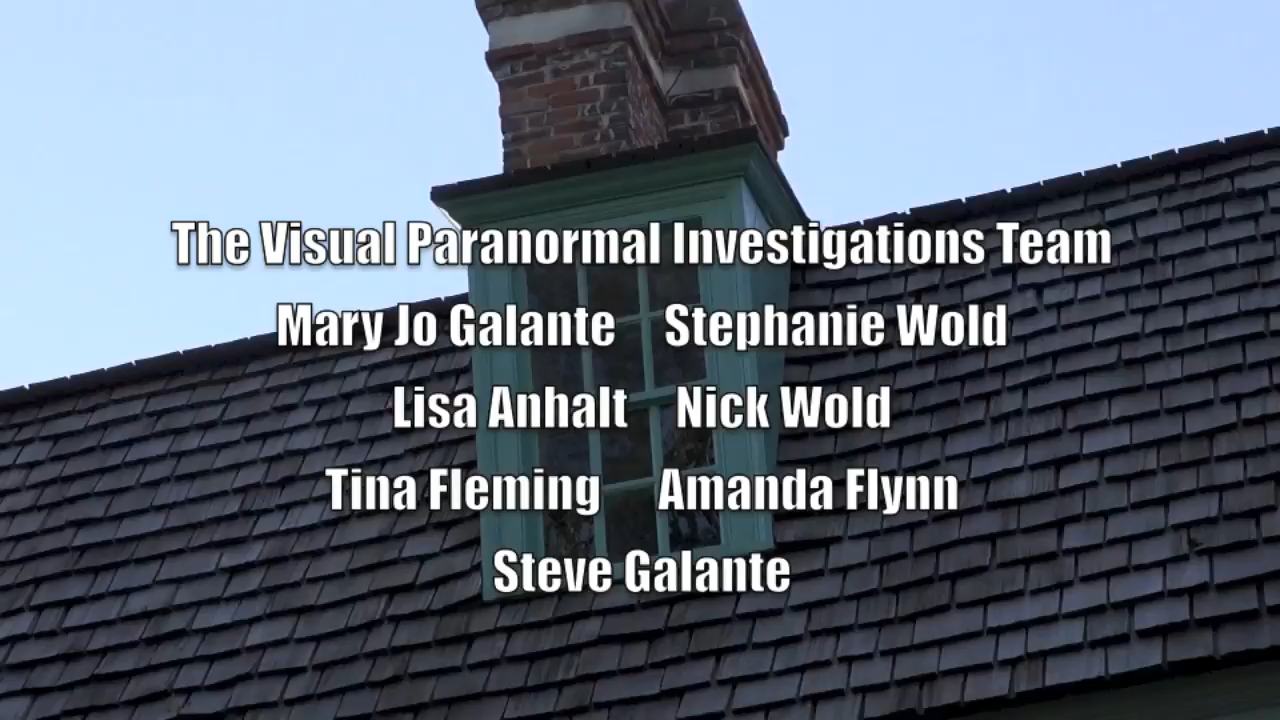 The Visual Paranormal Investigations Team
Mary Jo Galante Stephanie Wold
Lisa Anhalt Nick Wold
Tina Fleming Amanda Flynn
Steve Galante